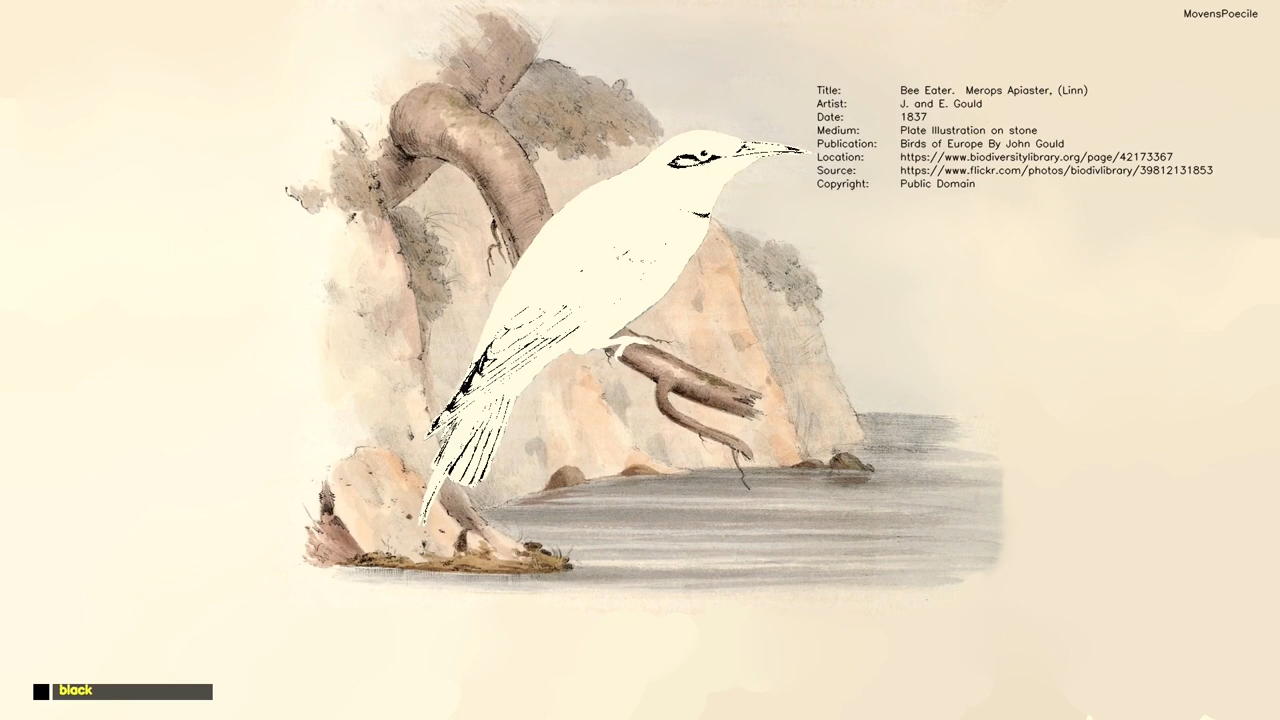 MovensPoecile
Title: Bee Eater. Merops Apiaster, (Linn)
Artist: J. and E. Gould
Date: 1837
Medium: Plate Illustration on stone
Publication: Birds of Europe By John Gould
Location: https://www.biodiversitylibrary.org/page/42173367
Source: https://www.flickr.com/photos/biodivlibrary/39812131853
Copyright: Public Domain
black